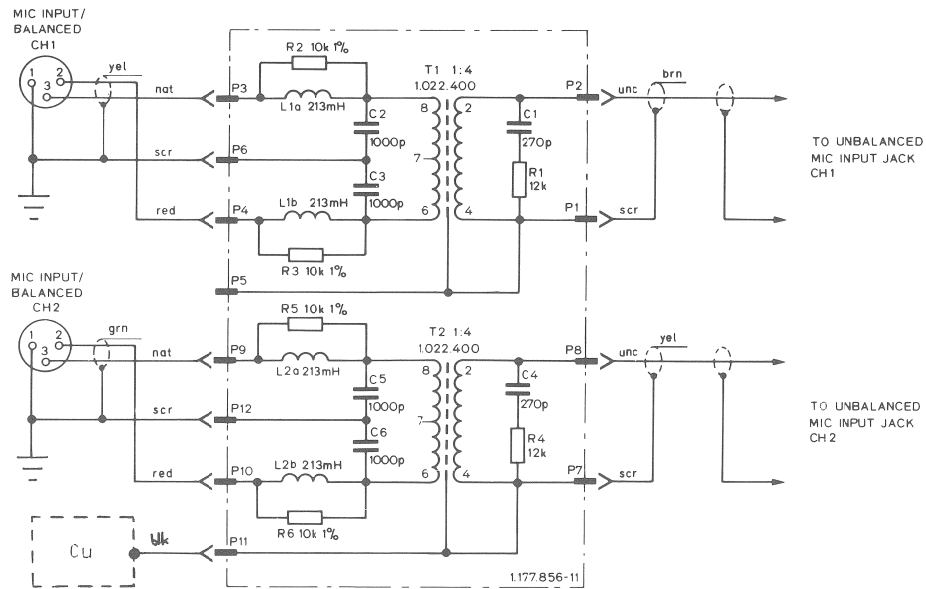 MIC INPUT/
BALANCED
CH1
1 2
3
yel
nat
scr
red
P3
P6
P4
P5
R2 10k 1%
L1a 213mH
C2
1000p
C3
1000p
L1b 213mH
R3 10k 1%
T1 1:4
1.022.400
8
7
6
2
4
C1
270p
R1
12k
P2
P1
unc
brn
scr
TO UNBALANCED
MIC INPUT JACK
CH1
MIC INPUT/
BALANCED
CH2
1 2
3
grn
nat
scr
red
P9
P12
P10
R5 10k 1%
L2a 213mH
C5
1000p
C6
1000p
L2b 213mH
R6 10k 1%
T2 1:4
1.022.400
8
7
6
2
4
C4
270p
R4
12k
P8
P7
unc
yel
scr
TO UNBALANCED
MIC INPUT JACK
CH2
Cu
blk
P11
1.177.856-11